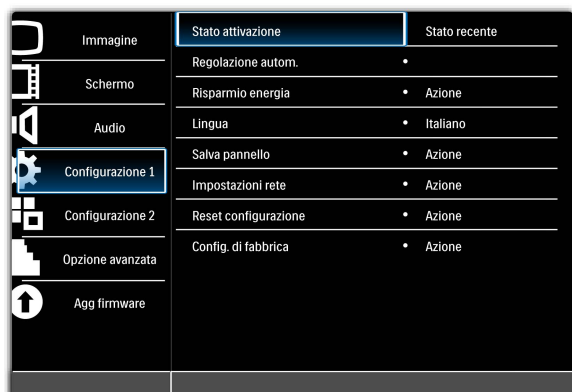 Immagine
Schermo
Audio
Configurazione 1
Configurazione 2
Opzione avanzata
Agg firmware
Stato attivazione Stato recente
Regolazione autom. •
Risparmio energia • Azione
Lingua • Italiano
Salva pannello • Azione
Impostazioni rete • Azione
Reset configurazione • Azione
Config. di fabbrica • Azione